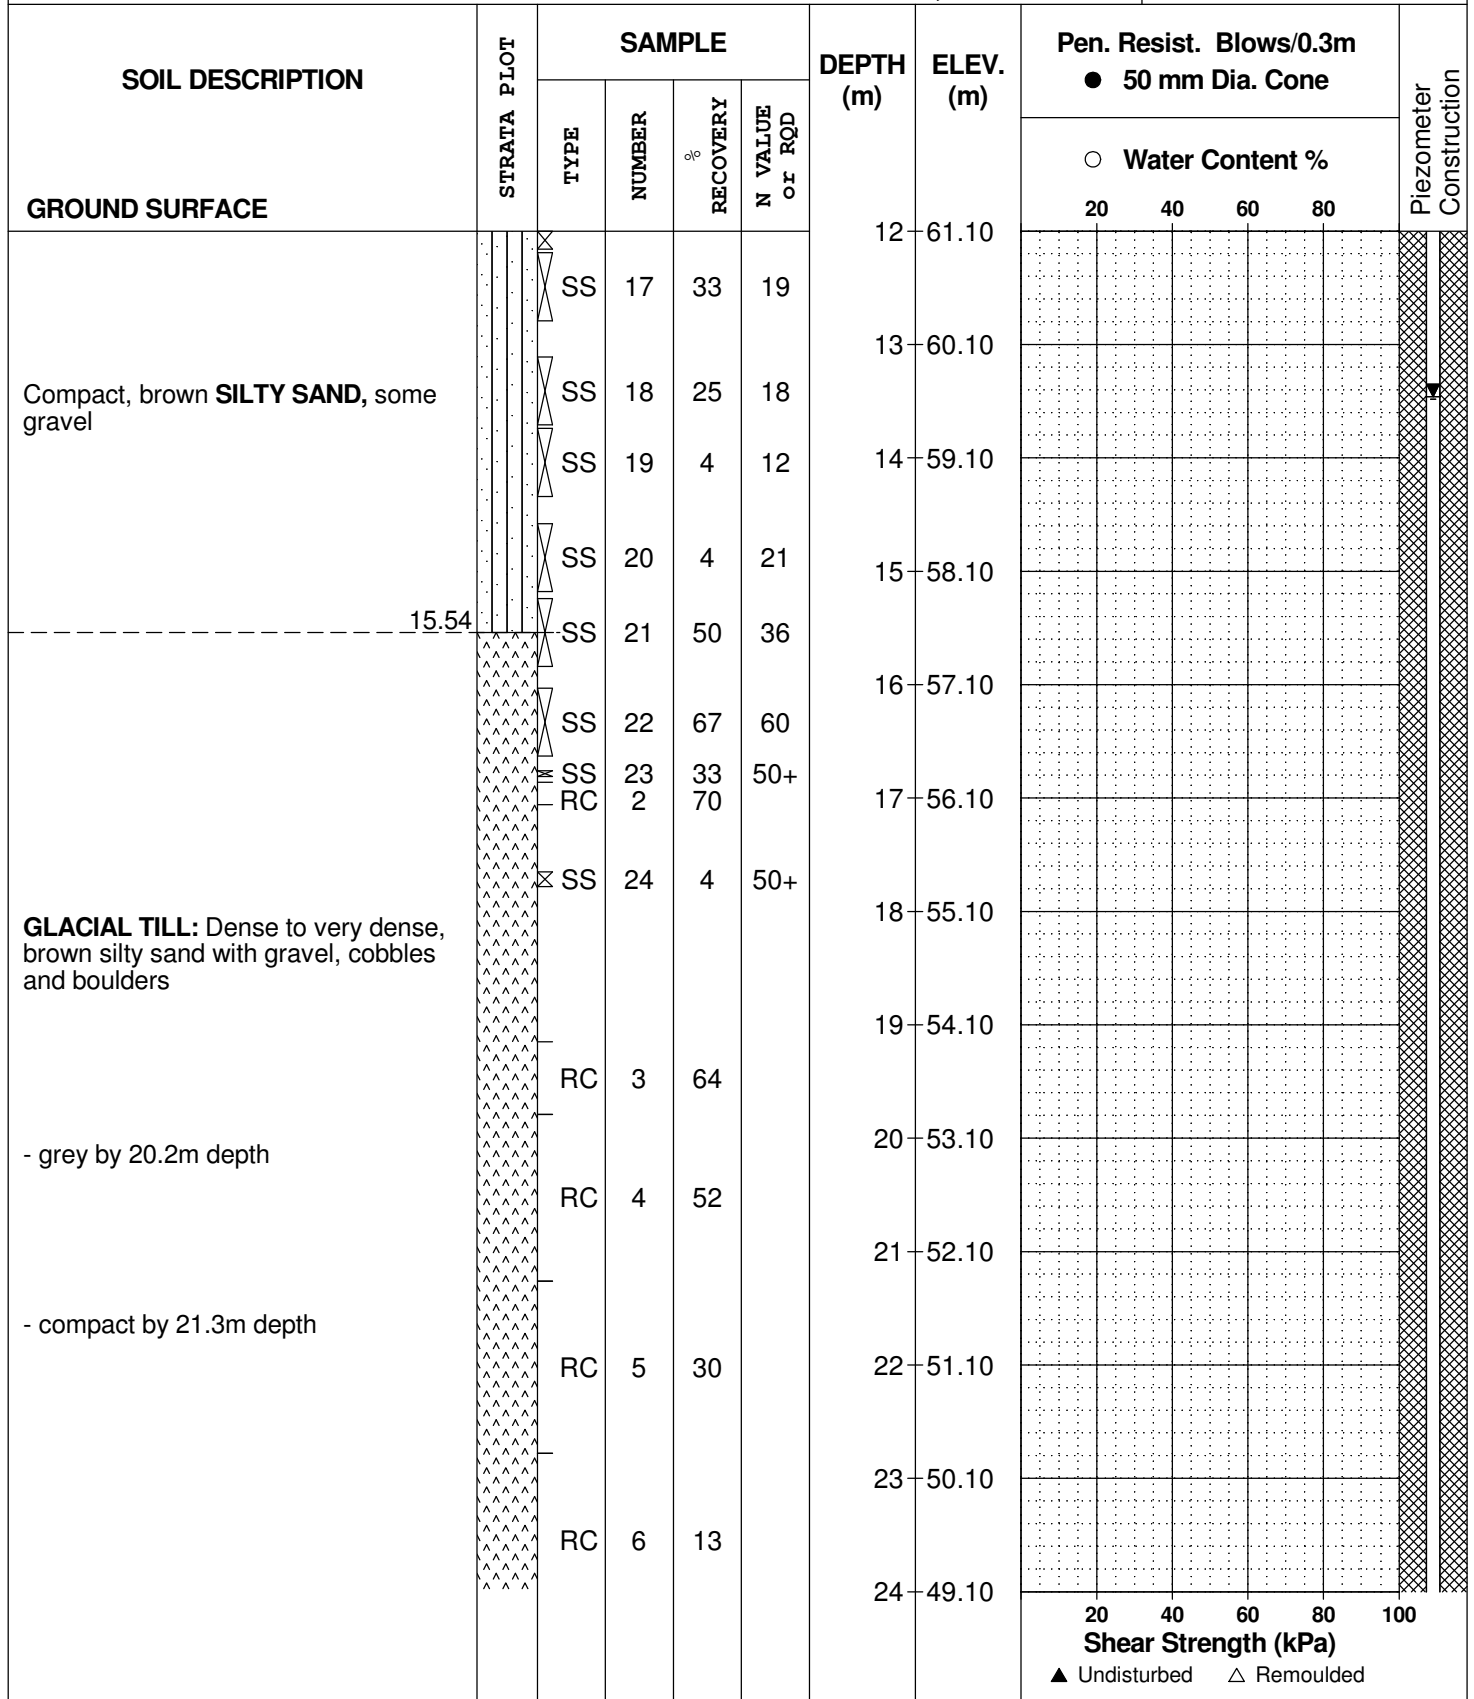 SOIL DESCRIPTION
GROUND SURFACE
STRATA PLOT
SAMPLE
TYPE
NUMBER
% RECOVERY
N VALUE
or RQD
DEPTH
(m)
ELEV.
(m)
Pen. Resist. Blows/0.3m
● 50 mm Dia. Cone
○ Water Content %
20 40 60 80
Piezometer
Construction
12 61.10
SS 17 33 19
13 60.10
Compact, brown SILTY SAND, some
gravel
SS 18 25 18
14 59.10
SS 19 4 12
SS 20 4 21
15 58.10
15.54
SS 21 50 36
16 57.10
SS 22 67 60
SS 23 33 50+
RC 2 70
17 56.10
SS 24 4 50+
18 55.10
GLACIAL TILL: Dense to very dense,
brown silty sand with gravel, cobbles
and boulders
19 54.10
RC 3 64
20 53.10
- grey by 20.2m depth
RC 4 52
21 52.10
- compact by 21.3m depth
RC 5 30
22 51.10
23 50.10
RC 6 13
24 49.10
20 40 60 80 100
Shear Strength (kPa)
▲ Undisturbed △ Remoulded